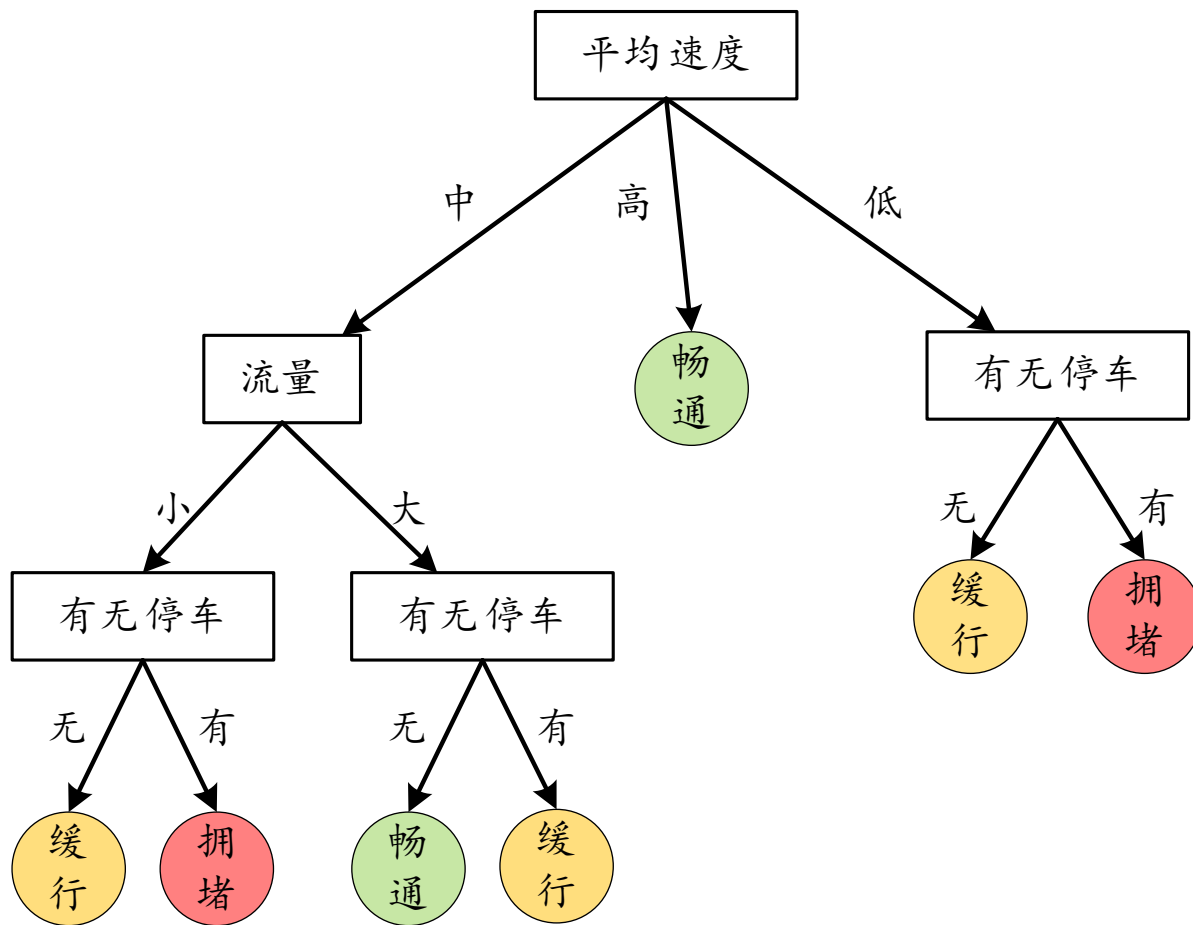 平均速度
中
高
低
流量
畅
通
有无停车
小
大
无
有
有无停车
有无停车
缓
行
拥
堵
无
有
无
有
缓
行
拥
堵
畅
通
缓
行